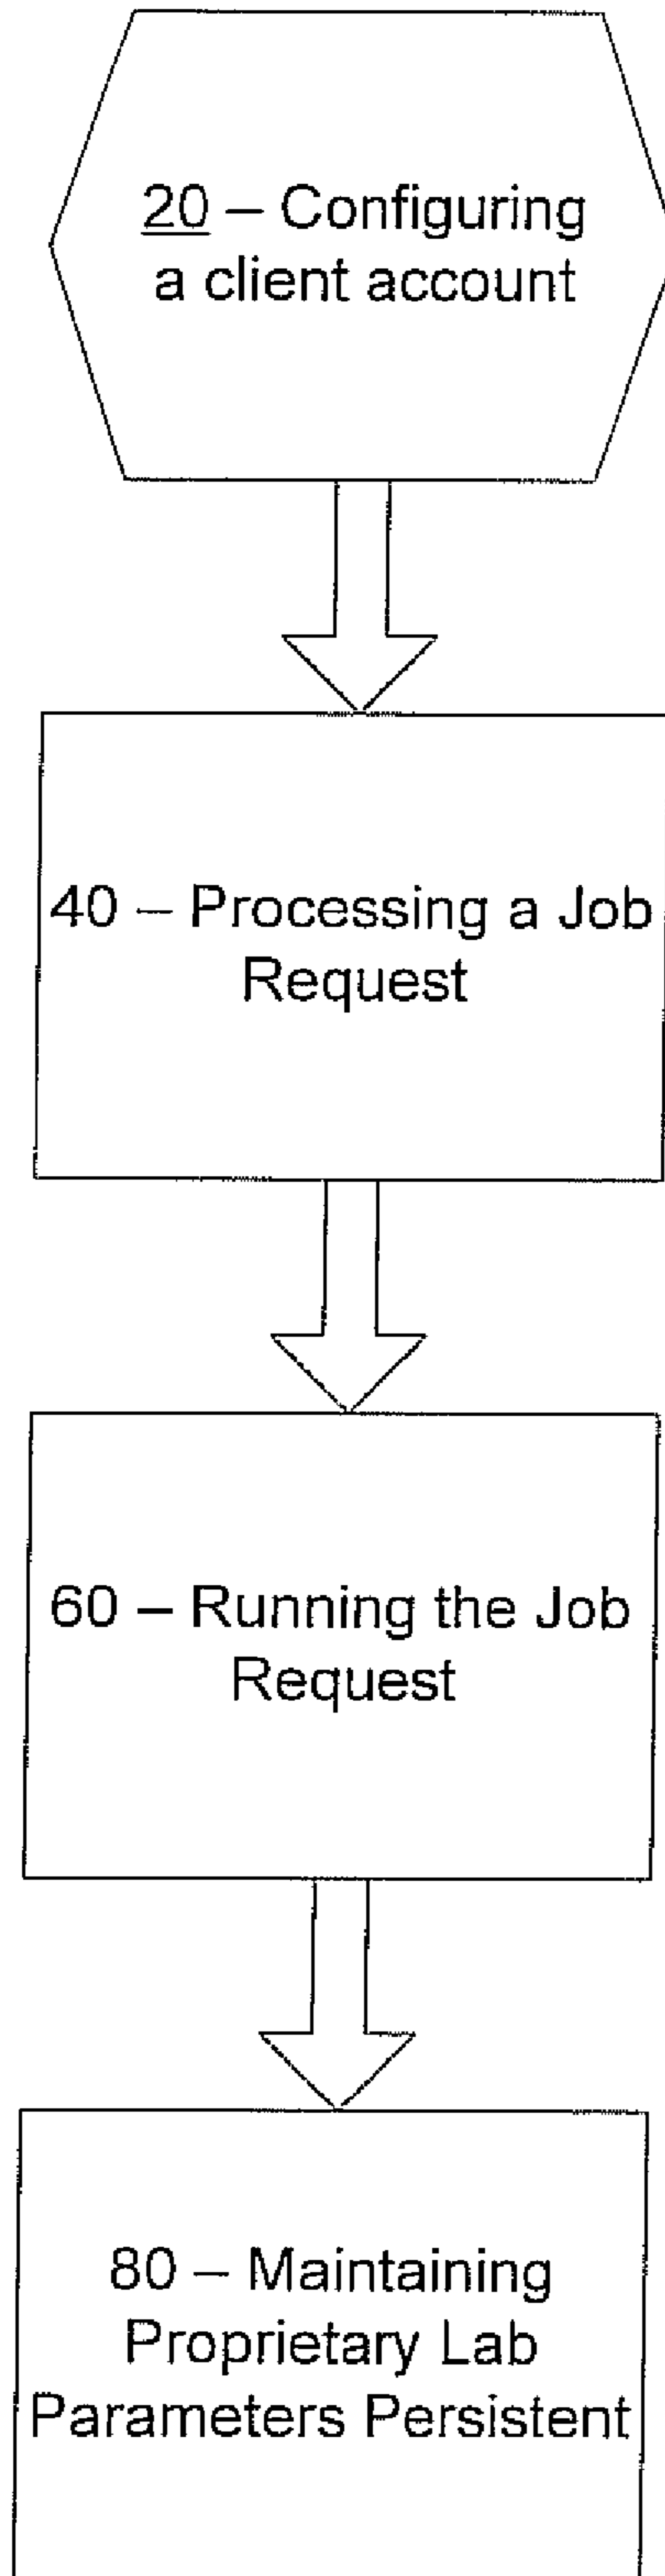 20 – Configuring
a client account
40 – Processing a Job
Request
60 – Running the Job
Request
80 – Maintaining
Proprietary Lab
Parameters Persistent